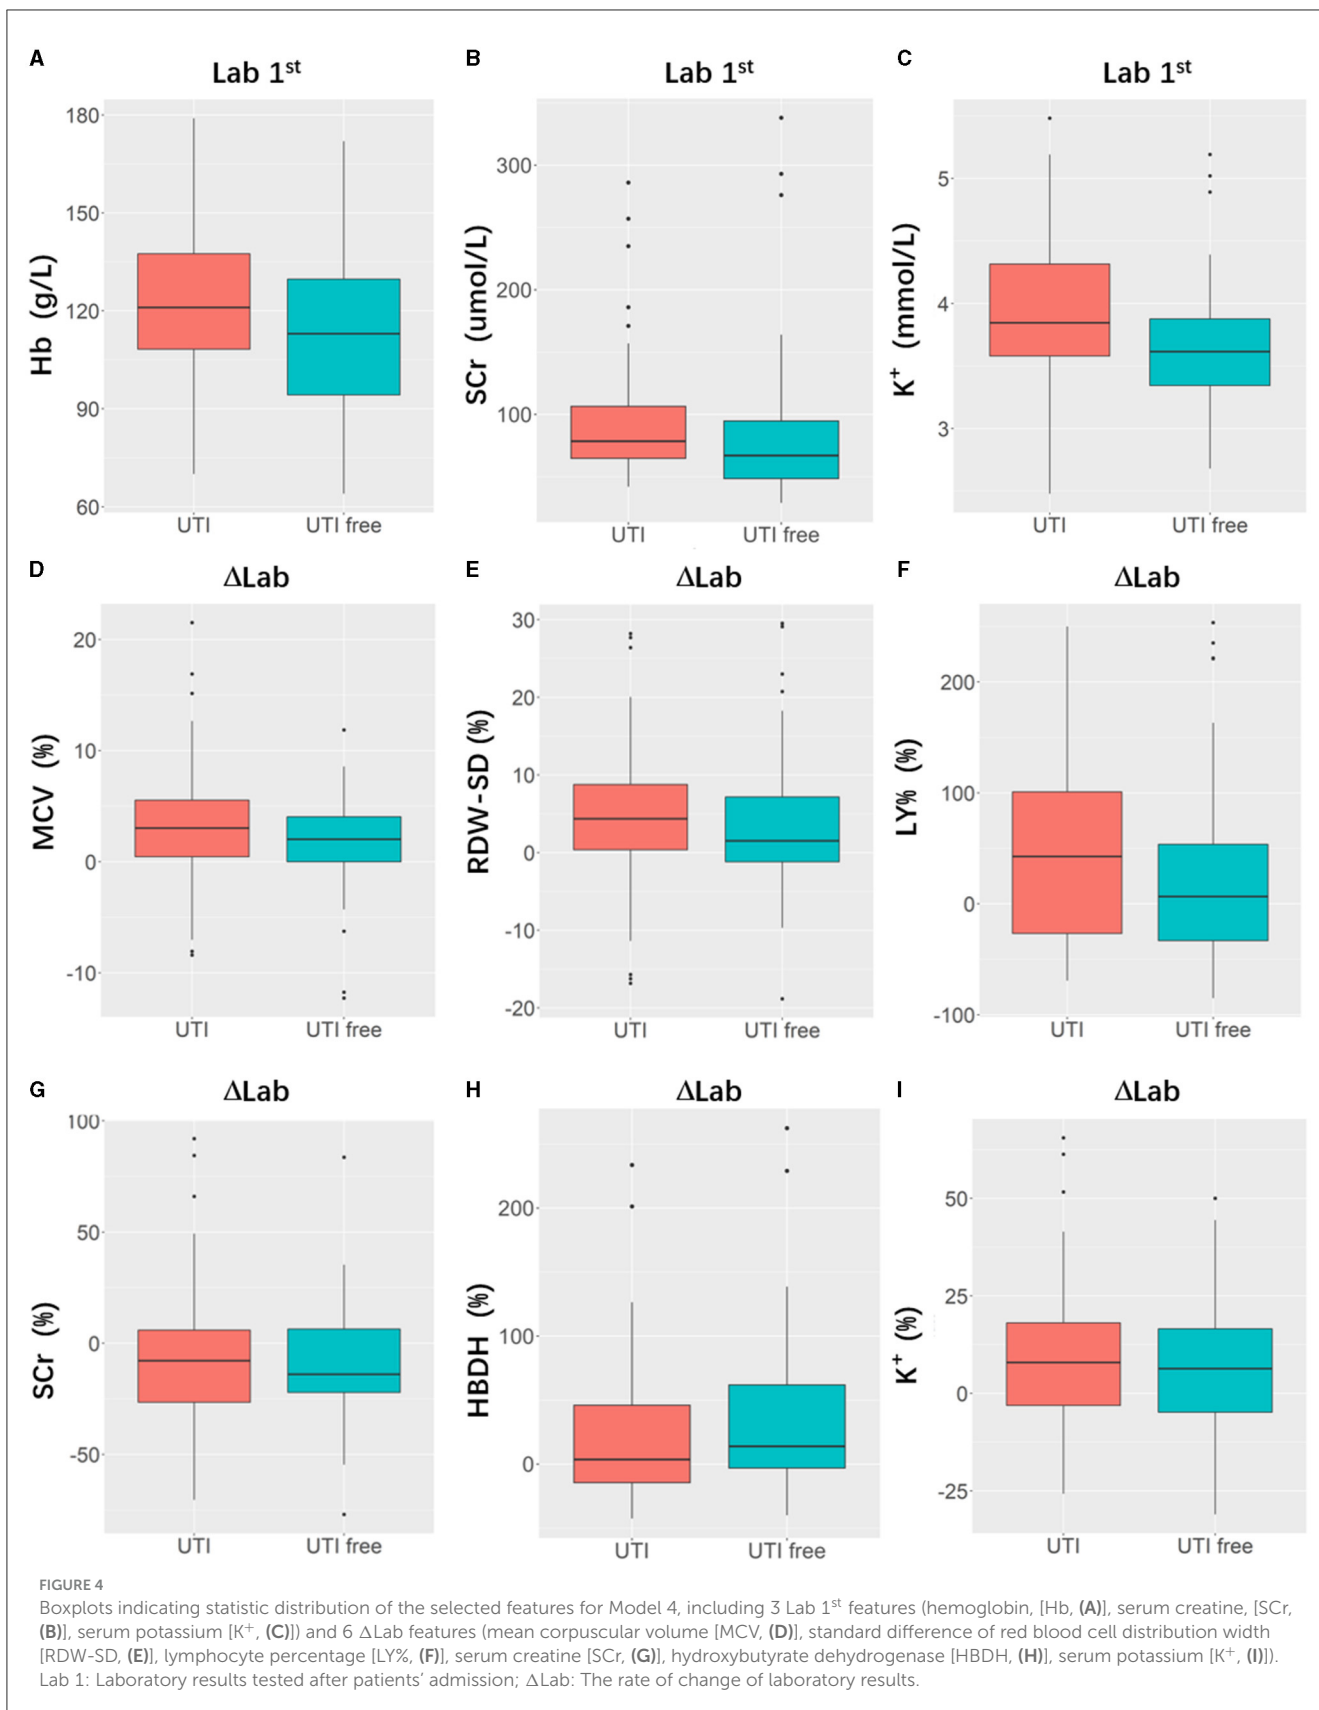 A
Lab 1st
Hb (g/L)
180
150
120
90
60
UTI
UTI free
B
Lab 1st
SCr (umol/L)
300
200
100
UTI
UTI free
C
Lab 1st
K+ (mmol/L)
5
4
3
UTI
UTI free
D
ΔLab
MCV (%)
20
10
0
-10
UTI
UTI free
E
ΔLab
RDW-SD (%)
30
20
10
0
-10
-20
UTI
UTI free
F
ΔLab
LY% (%)
200
100
0
-100
UTI
UTI free
G
ΔLab
SCr (%)
100
50
0
-50
UTI
UTI free
H
ΔLab
HBDH (%)
200
100
0
UTI
UTI free
I
ΔLab
K+ (%)
50
25
0
-25
UTI
UTI free
FIGURE 4
Boxplots indicating statistic distribution of the selected features for Model 4, including 3 Lab 1st features (hemoglobin, [Hb, (A)], serum creatine, [SCr,
(B)], serum potassium [K+, (C)]) and 6 ΔLab features (mean corpuscular volume [MCV, (D)], standard difference of red blood cell distribution width
[RDW-SD, (E)], lymphocyte percentage [LY%, (F)], serum creatine [SCr, (G)], hydroxybutyrate dehydrogenase [HBDH, (H)], serum potassium [K+, (I)]).
Lab 1: Laboratory results tested after patients' admission; ΔLab: The rate of change of laboratory results.